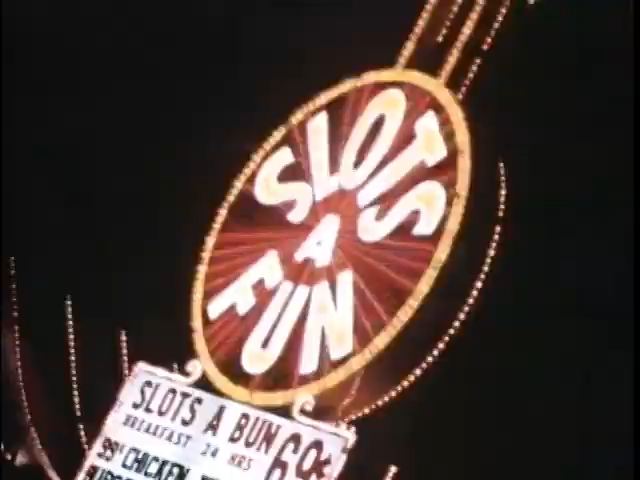 SLOTS
A
FUN
SLOTS A BUN
BREAKFAST 24 HRS
69¢
99¢ CHICKEN